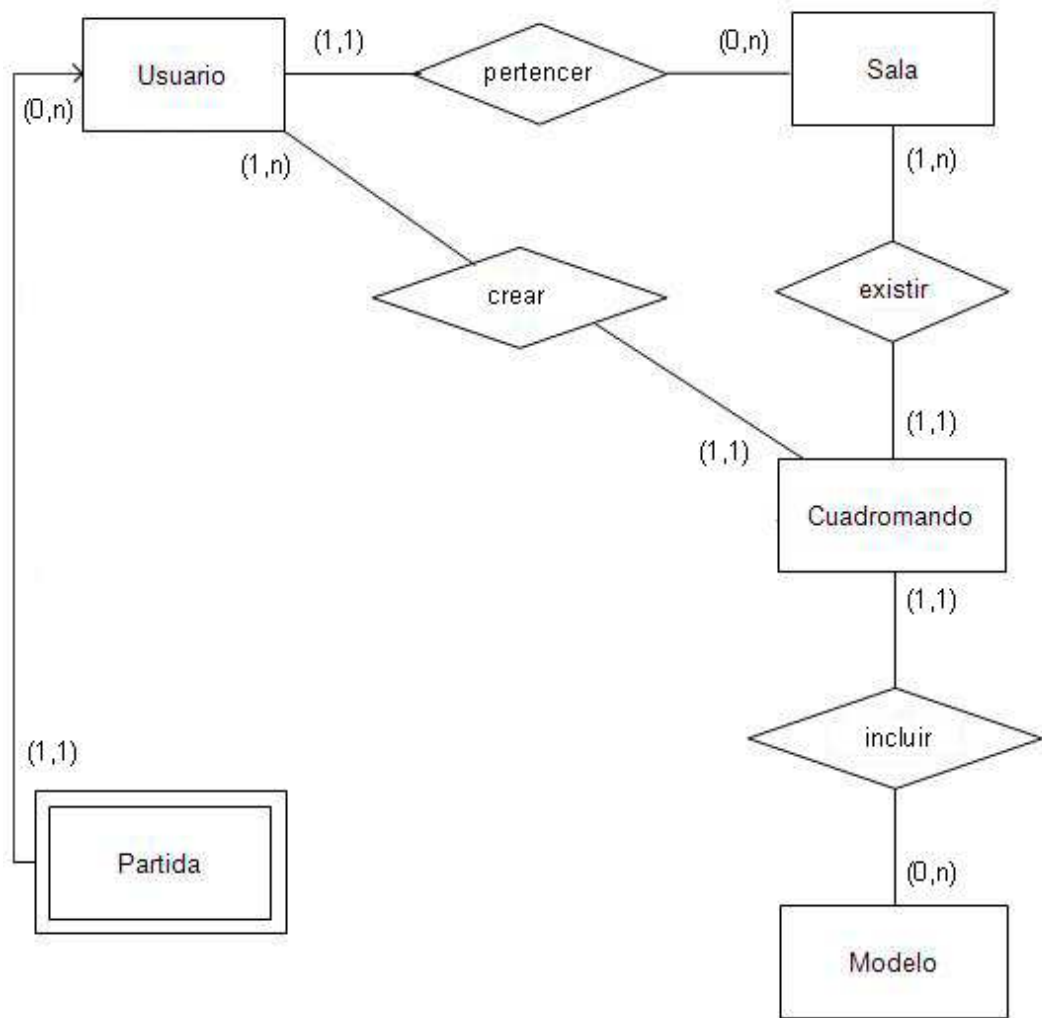 (1,1)
(0,n)
Usuario
pertencer
Sala
(0,n)
(1,n)
(1,n)
crear
existir
(1,1)
(1,1)
Cuadromando
(1,1)
incluir
(1,1)
Partida
(0,n)
Modelo